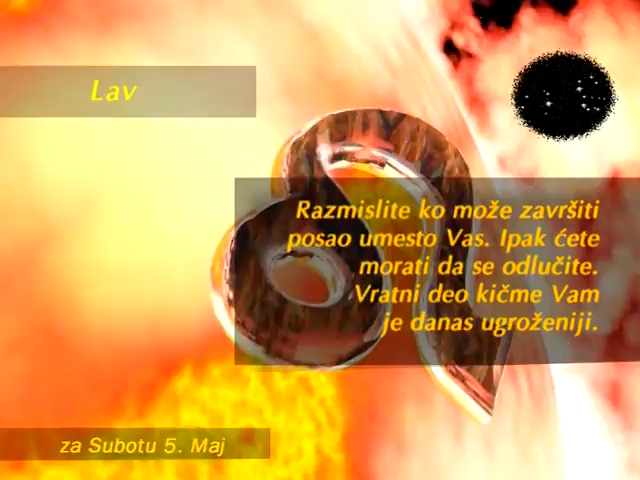 Lav
Razmislite ko može završiti
posao umesto Vas. Ipak ćete
morati da se odlučite.
Vratni deo kičme Vam
je danas ugroženiji.
za Subotu 5. Maj